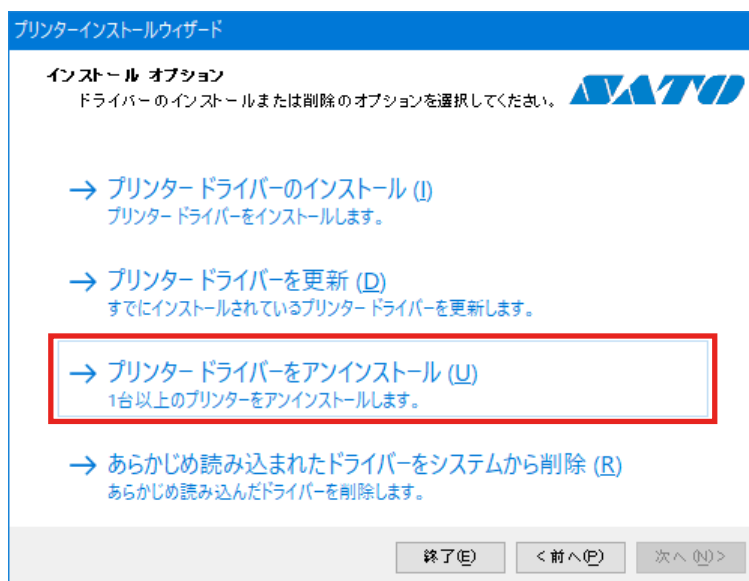 プリンターインストールウィザード
インストール オプション
ドライバーのインストールまたは削除のオプションを選択してください。
SATO
→ プリンター ドライバーのインストール (I)
プリンター ドライバーをインストールします。
→ プリンター ドライバーを更新 (D)
すでにインストールされているプリンター ドライバーを更新します。
→ プリンター ドライバーをアンインストール (U)
1台以上のプリンターをアンインストールします。
→ あらかじめ読み込まれたドライバーをシステムから削除 (R)
あらかじめ読み込んだドライバーを削除します。
終了(E) <前へ(P) 次へ(N)>